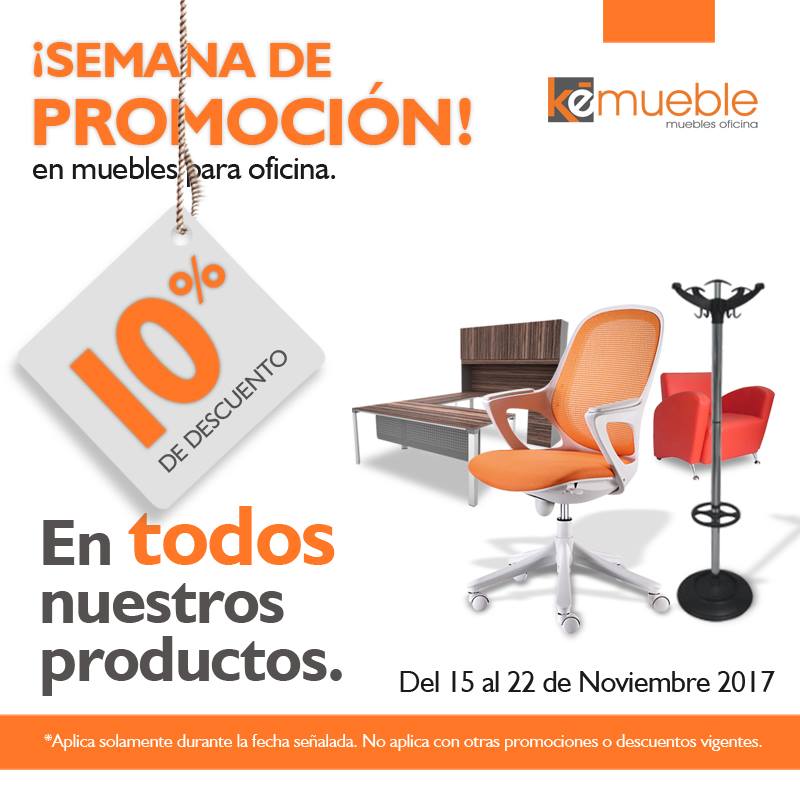 ¡SEMANA DE
PROMOCIÓN!
en muebles para oficina.
kémueble
muebles oficina
10%
DE DESCUENTO
En todos
nuestros
productos.
Del 15 al 22 de Noviembre 2017
*Aplica solamente durante la fecha señalada. No aplica con otras promociones o descuentos vigentes.